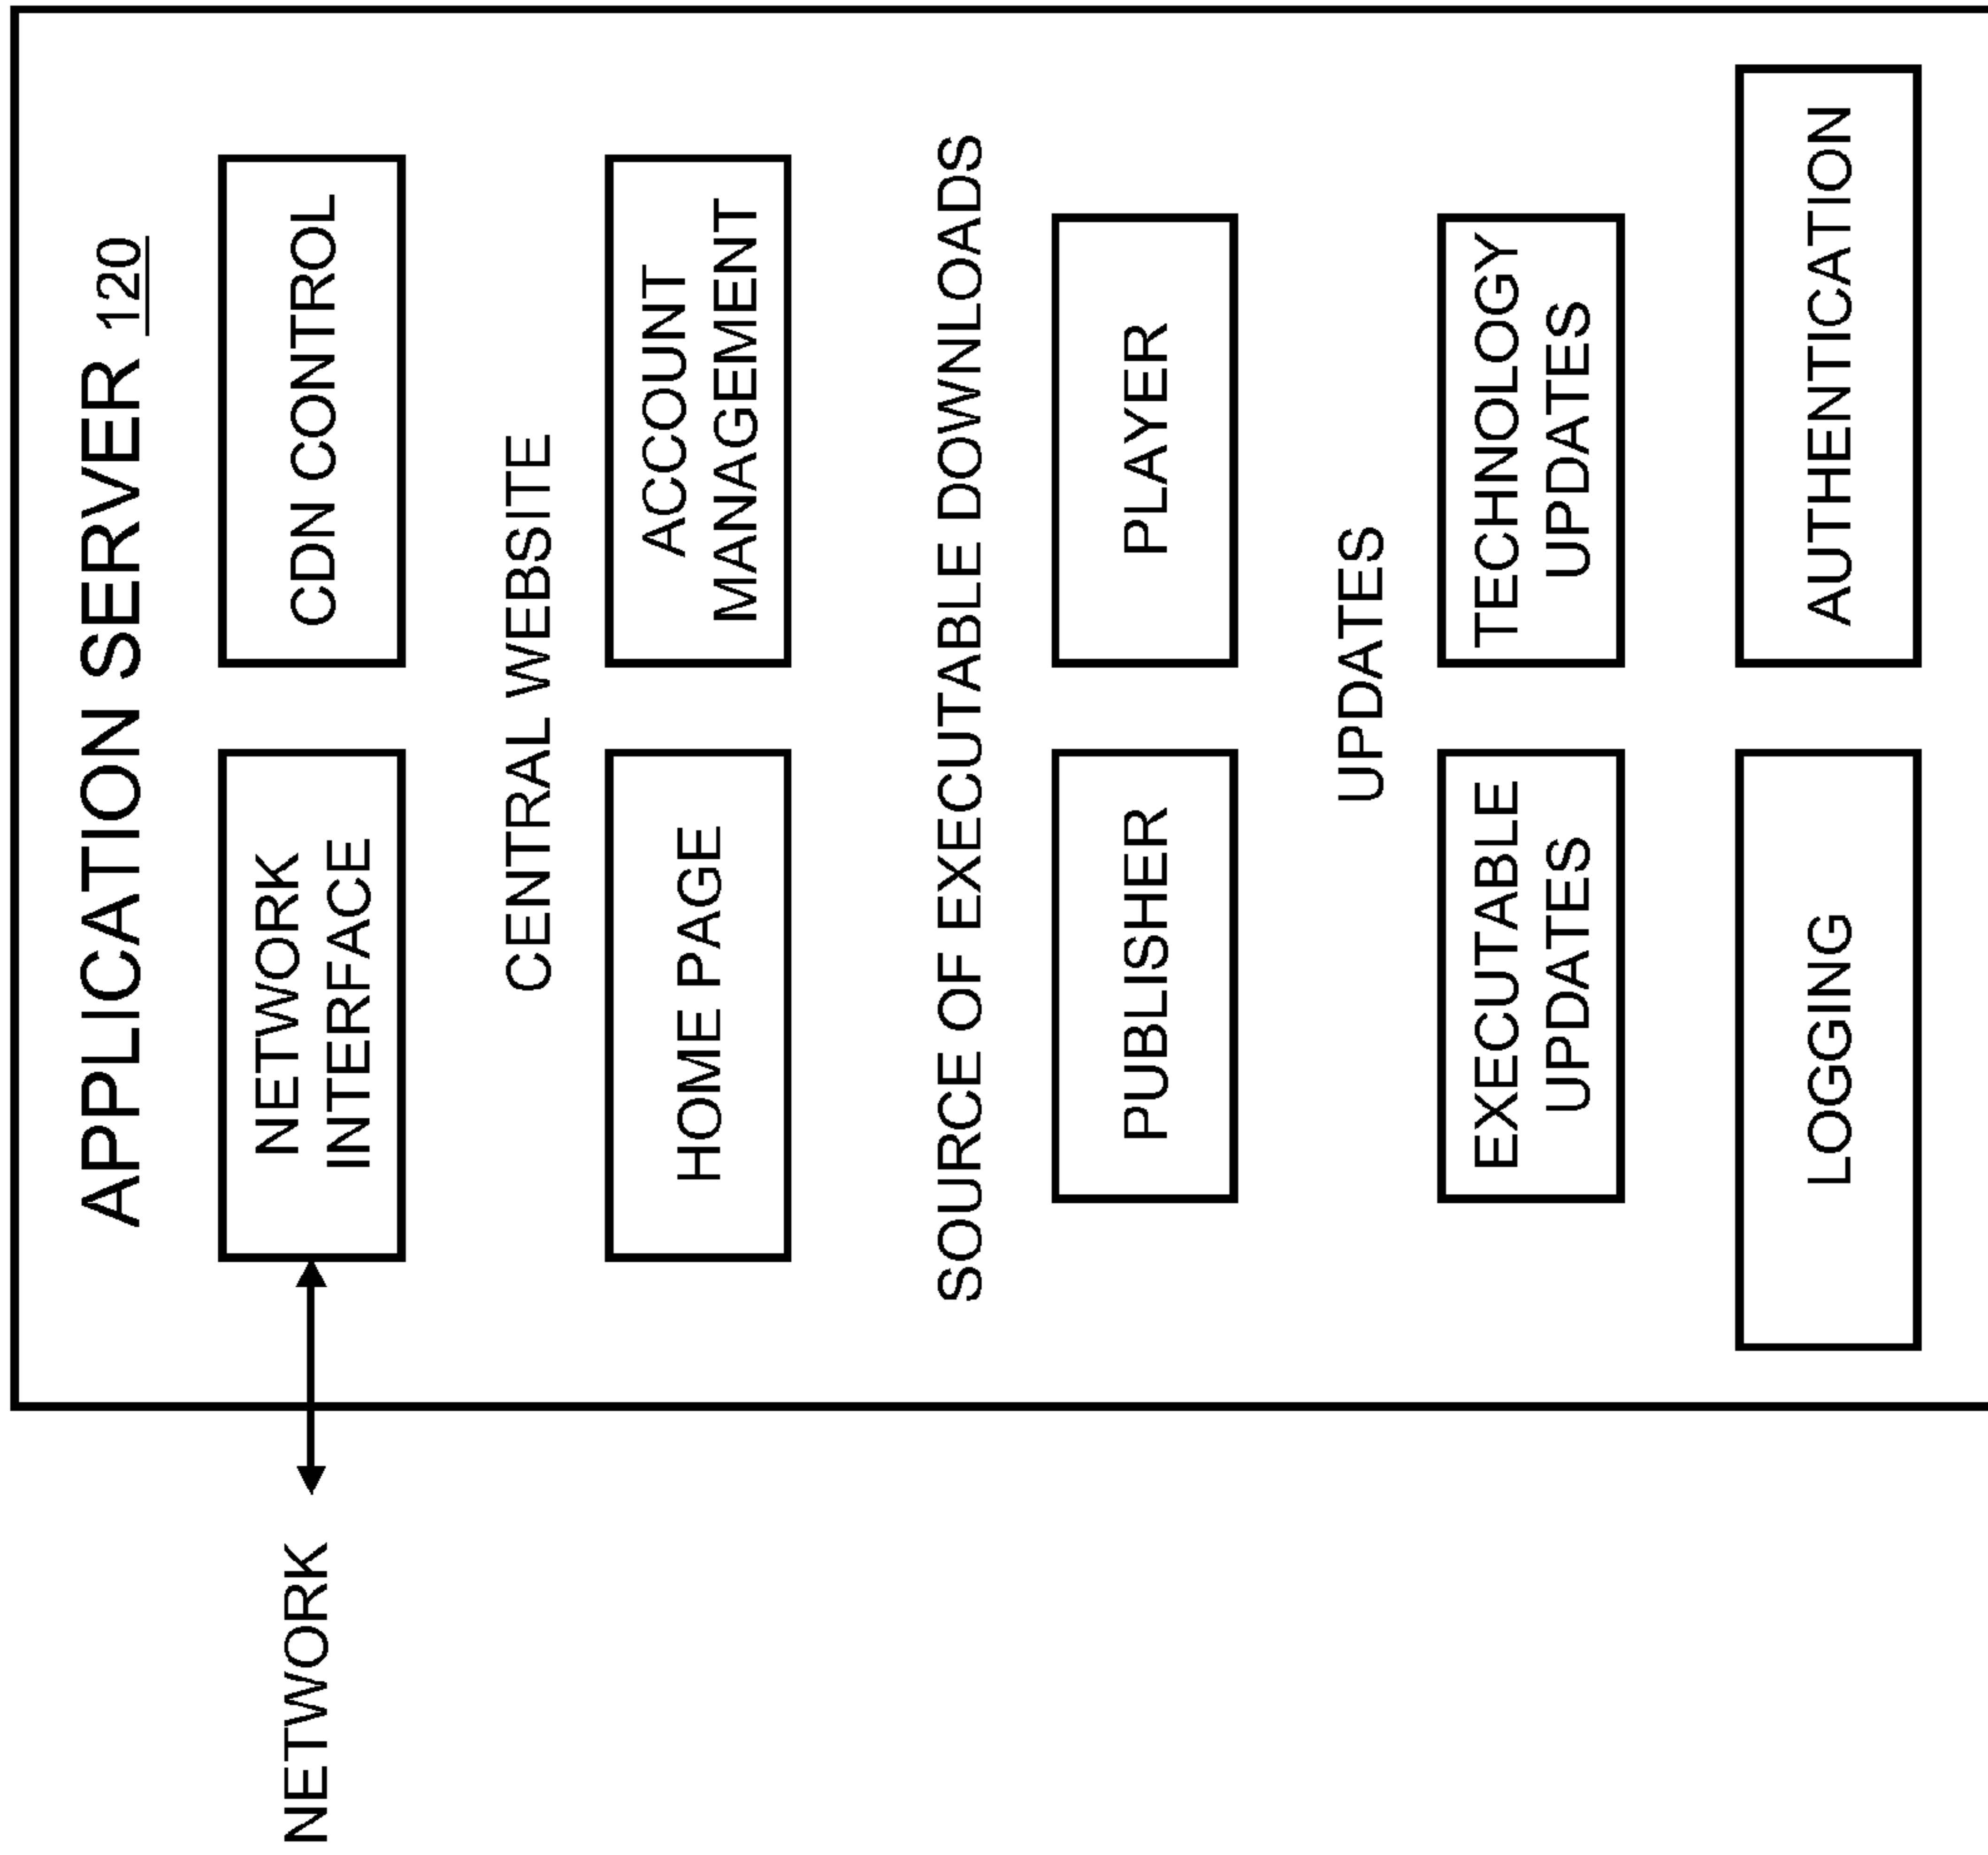 APPLICATION SERVER 120
NETWORK
NETWORK
INTERFACE
CDN CONTROL
CENTRAL WEBSITE
HOME PAGE
ACCOUNT
MANAGEMENT
SOURCE OF EXECUTABLE DOWNLOADS
PUBLISHER
PLAYER
UPDATES
EXECUTABLE
UPDATES
TECHNOLOGY
UPDATES
LOGGING
AUTHENTICATION